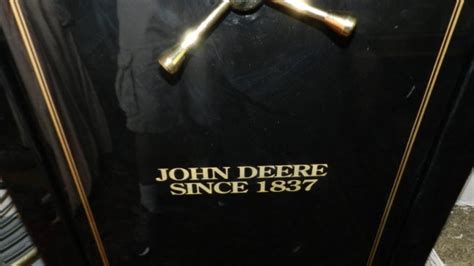 JOHN DEERE
SINCE 1837